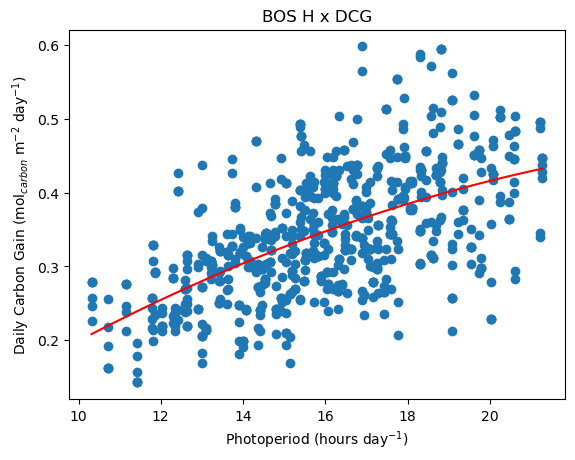 BOS H x DCG
0.6
0.5
0.4
0.3
0.2
Daily Carbon Gain (mol$_{carbon}$ m$^{-2}$ day$^{-1}$)
10 12 14 16 18 20
Photoperiod (hours day$^{-1}$)